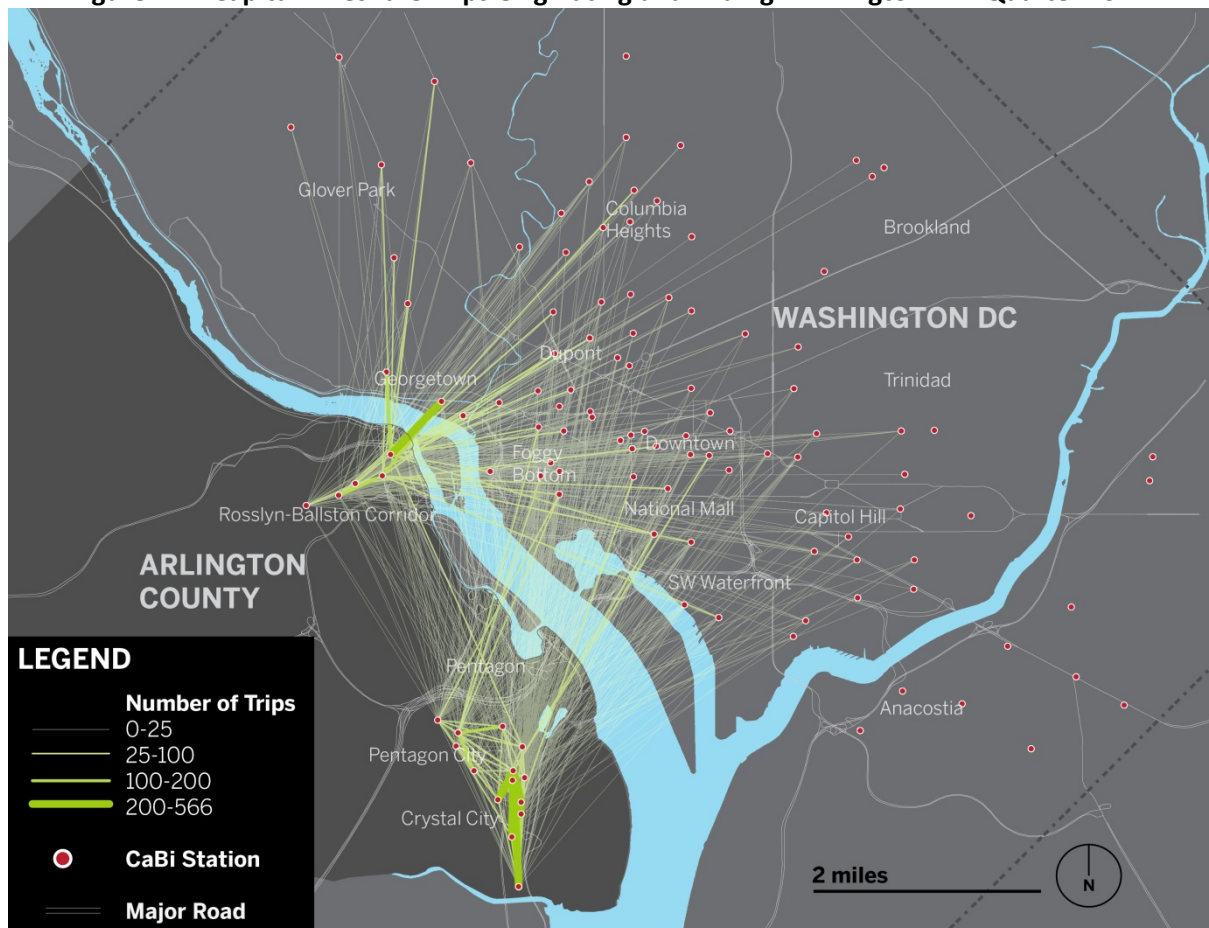 Glover Park
Columbia
Heights
Brookland
WASHINGTON DC
Dupont
Georgetown
Trinidad
Foggy
Bottom
Downtown
Rosslyn-Ballston Corridor
National Mall
Capitol Hill
ARLINGTON
COUNTY
SW Waterfront
Pentagon
Anacostia
Pentagon City
Crystal City
LEGEND
Number of Trips
0-25
25-100
100-200
200-566
CaBi Station
Major Road
2 miles
N